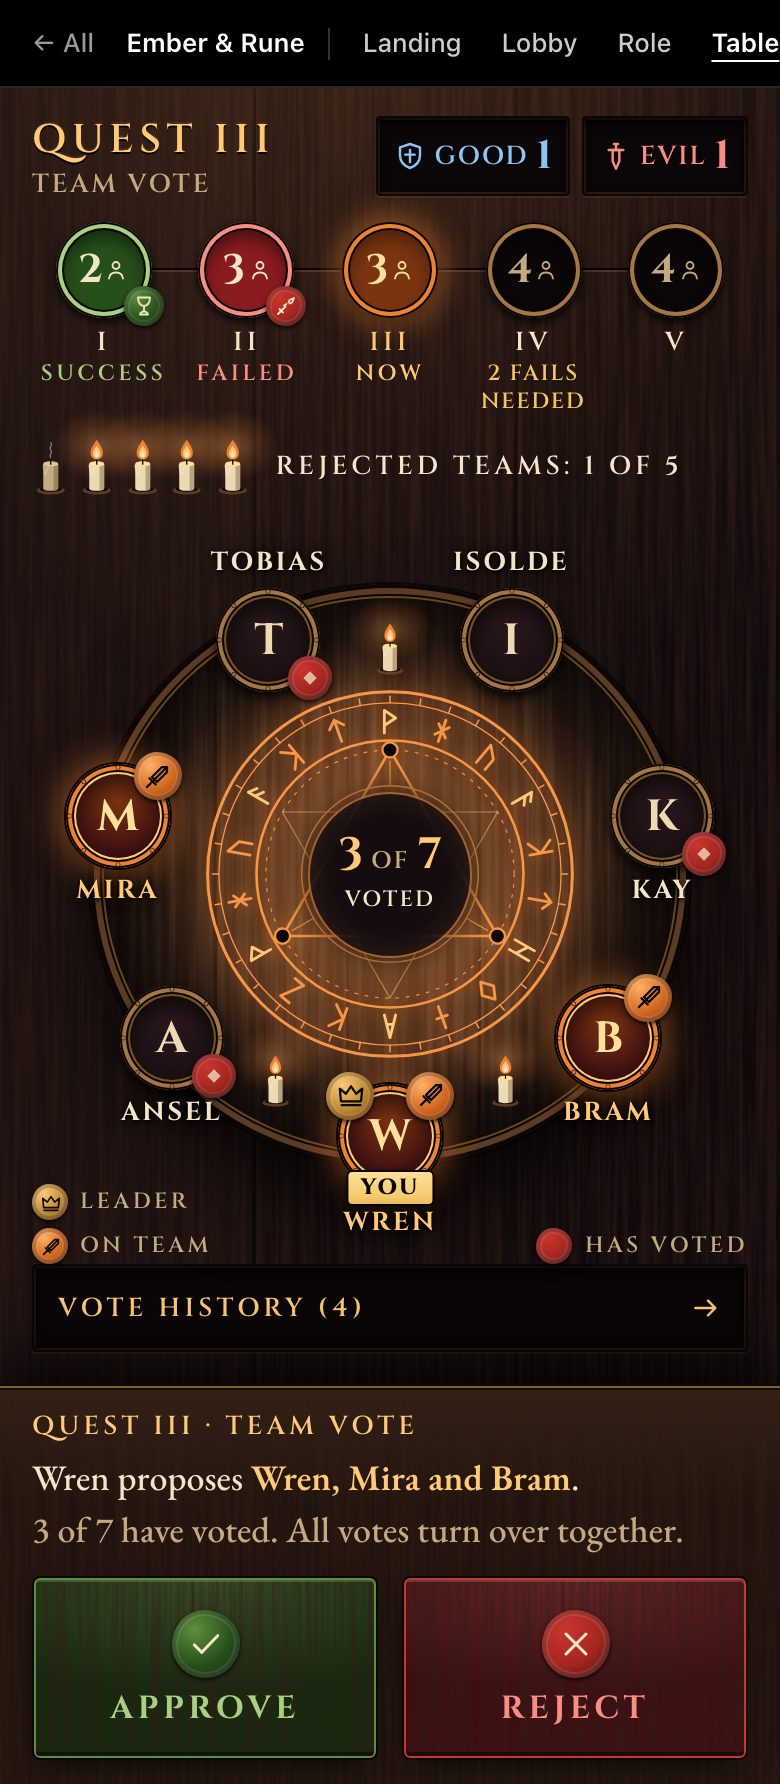 ← All Ember & Rune Landing Lobby Role Table
QUEST III
TEAM VOTE
GOOD 1
EVIL 1
2
3
3
4
4
I
II
III
IV
V
SUCCESS
FAILED
NOW
2 FAILS
NEEDED
REJECTED TEAMS: 1 OF 5
TOBIAS
ISOLDE
T
I
M
K
3 OF 7
VOTED
MIRA
KAY
A
B
ANSEL
BRAM
W
YOU
WREN
LEADER
ON TEAM
HAS VOTED
VOTE HISTORY (4) →
QUEST III · TEAM VOTE
Wren proposes Wren, Mira and Bram.
3 of 7 have voted. All votes turn over together.
APPROVE
REJECT